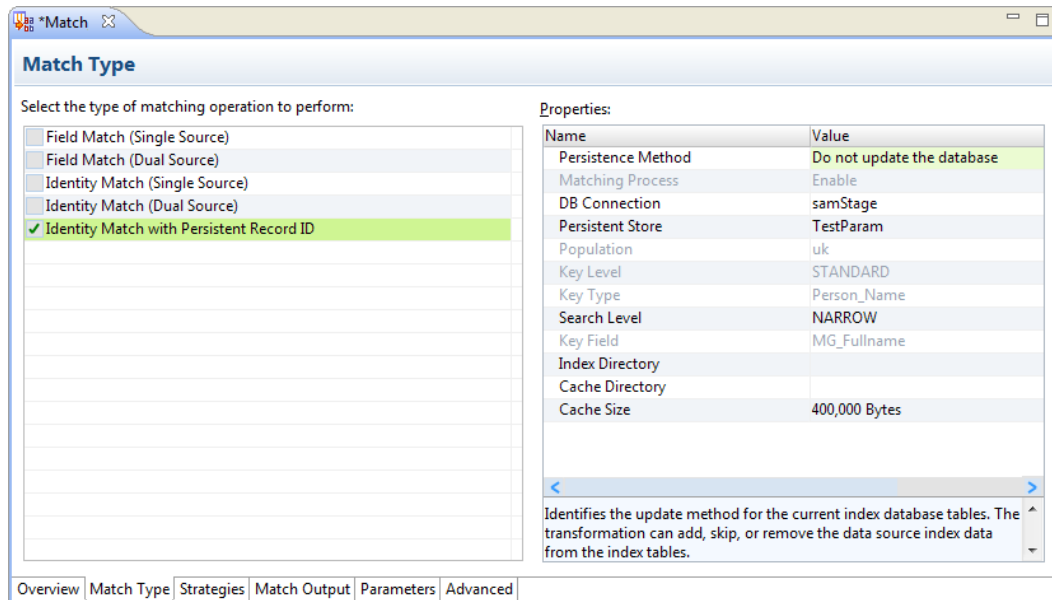 *Match
Match Type
Select the type of matching operation to perform:
Field Match (Single Source)
Field Match (Dual Source)
Identity Match (Single Source)
Identity Match (Dual Source)
Identity Match with Persistent Record ID
Properties:
Name Value
Persistence Method Do not update the database
Matching Process Enable
DB Connection samStage
Persistent Store TestParam
Population uk
Key Level STANDARD
Key Type Person_Name
Search Level NARROW
Key Field MG_Fullname
Index Directory
Cache Directory
Cache Size 400,000 Bytes
Identifies the update method for the current index database tables. The
transformation can add, skip, or remove the data source index data
from the index tables.
Overview Match Type Strategies Match Output Parameters Advanced